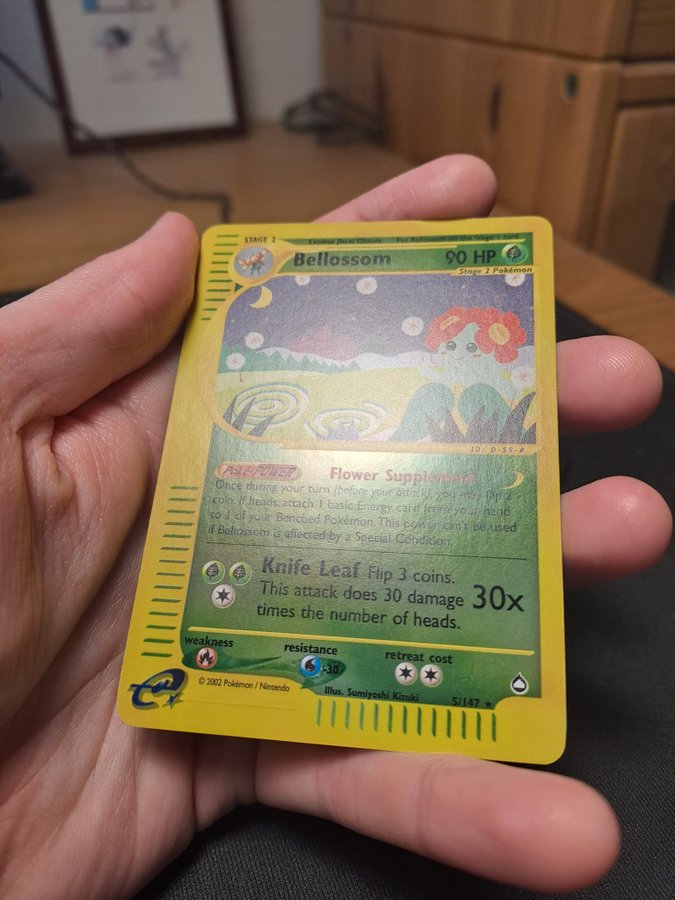 STAGE 2 Evolves from Gloom Put Bellossom on the Stage 1 card
Bellossom 90 HP
Stage 2 Pokémon
ID: D-59-#
Poké-POWER Flower Supplement
Once during your turn (before your attack), you may flip a
coin. If heads, attach 1 basic Energy card from your hand
to 1 of your Benched Pokémon. This power can't be used
if Bellossom is affected by a Special Condition.
Knife Leaf Flip 3 coins.
This attack does 30 damage 30x
times the number of heads.
weakness resistance retreat cost
-30
e
© 2002 Pokémon / Nintendo Illus. Sumiyoshi Kizuki 5/147 ★